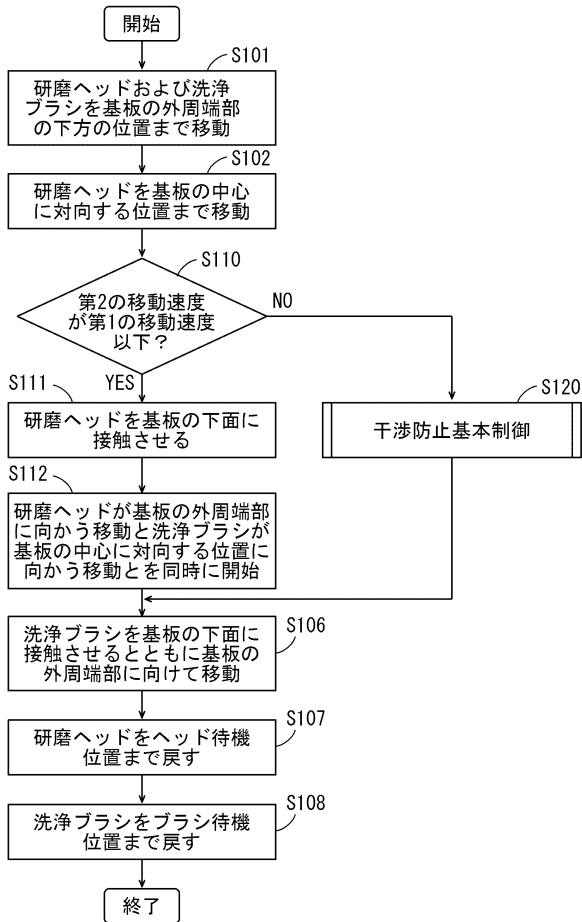 開始
S101
研磨ヘッドおよび洗浄
ブラシを基板の外周端部
の下方の位置まで移動
S102
研磨ヘッドを基板の中心
に対向する位置まで移動
S110
第2の移動速度
が第1の移動速度
以下？
NO
YES
S111
研磨ヘッドを基板の下面に
接触させる
S120
干渉防止基本制御
S112
研磨ヘッドが基板の外周端部
に向かう移動と洗浄ブラシが
基板の中心に対向する位置に
向かう移動とを同時に開始
S106
洗浄ブラシを基板の下面に
接触させるとともに基板の
外周端部に向けて移動
S107
研磨ヘッドをヘッド待機
位置まで戻す
S108
洗浄ブラシをブラシ待機
位置まで戻す
終了